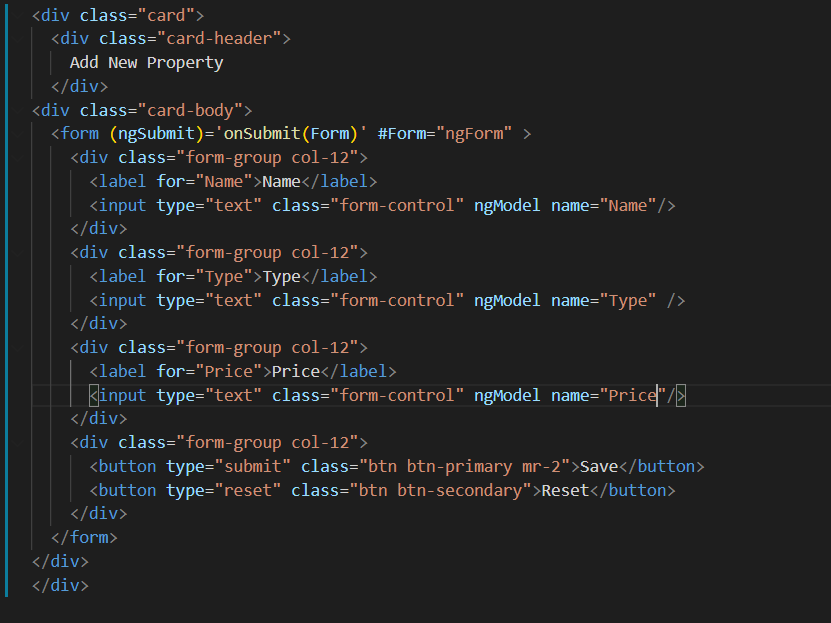 <div class="card">
<div class="card-header">
Add New Property
</div>
<div class="card-body">
<form (ngSubmit)='onSubmit(Form)' #Form="ngForm" >
<div class="form-group col-12">
<label for="Name">Name</label>
<input type="text" class="form-control" ngModel name="Name"/>
</div>
<div class="form-group col-12">
<label for="Type">Type</label>
<input type="text" class="form-control" ngModel name="Type" />
</div>
<div class="form-group col-12">
<label for="Price">Price</label>
<input type="text" class="form-control" ngModel name="Price"/>
</div>
<div class="form-group col-12">
<button type="submit" class="btn btn-primary mr-2">Save</button>
<button type="reset" class="btn btn-secondary">Reset</button>
</div>
</form>
</div>
</div>